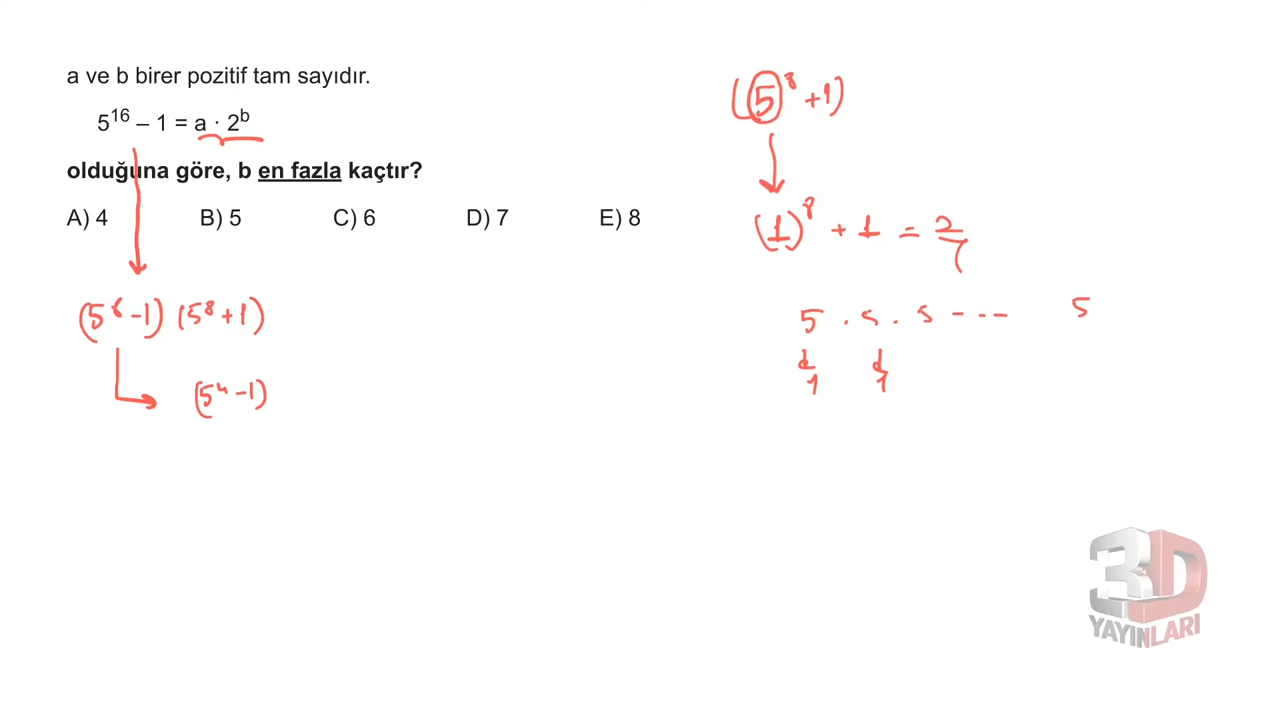 a ve b birer pozitif tam sayıdır.
5^16 – 1 = a · 2^b
olduğuna göre, b en fazla kaçtır?
A) 4 B) 5 C) 6 D) 7 E) 8
(5^8 - 1) (5^8 + 1)
(5^4 - 1)
(5^8 + 1)
(1)^8 + 1 = 2
5 . 5 . 5 - - - - 5
1 1
3D
YAYINLARI